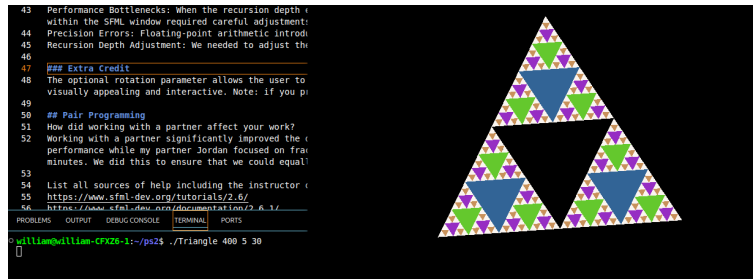 43 Performance Bottlenecks: When the recursion depth
within the SFML window required careful adjustments
44 Precision Errors: Floating-point arithmetic
45 Recursion Depth Adjustment: We needed to adjust
46
47 ### Extra Credit
48 The optional rotation parameter allows the user to
visually appealing and interactive. Note: if you
49
50 ## Pair Programming
51 How did working with a partner affect your work?
52 Working with a partner significantly improved the
performance while my partner Jordan focused on
minutes. We did this to ensure that we could
53
54 List all sources of help including the instructor
55 https://www.sfml-dev.org/tutorials/2.6/
56 https://www.sfml-dev.org/documentation/2.6.1/
PROBLEMS OUTPUT DEBUG CONSOLE TERMINAL PORTS
william@william-CFXZ6-1:~/ps2$ ./Triangle 400 5 30